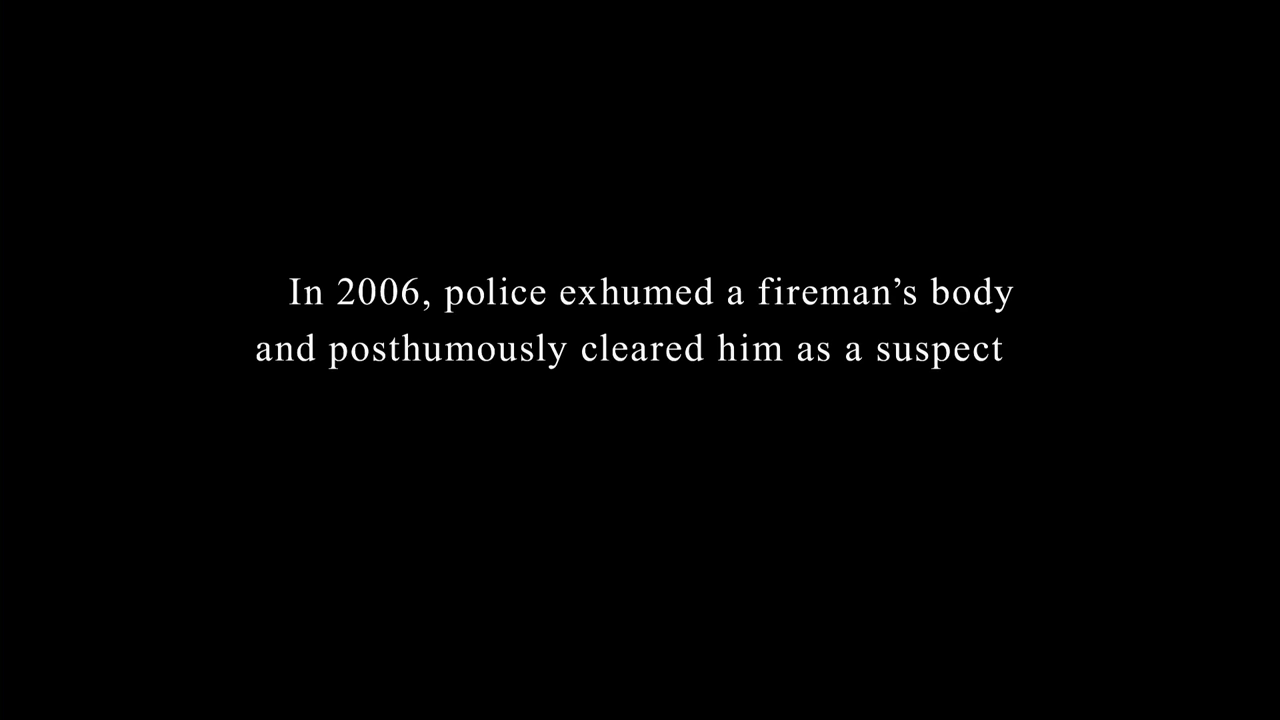 In 2006, police exhumed a fireman’s body
and posthumously cleared him as a suspect